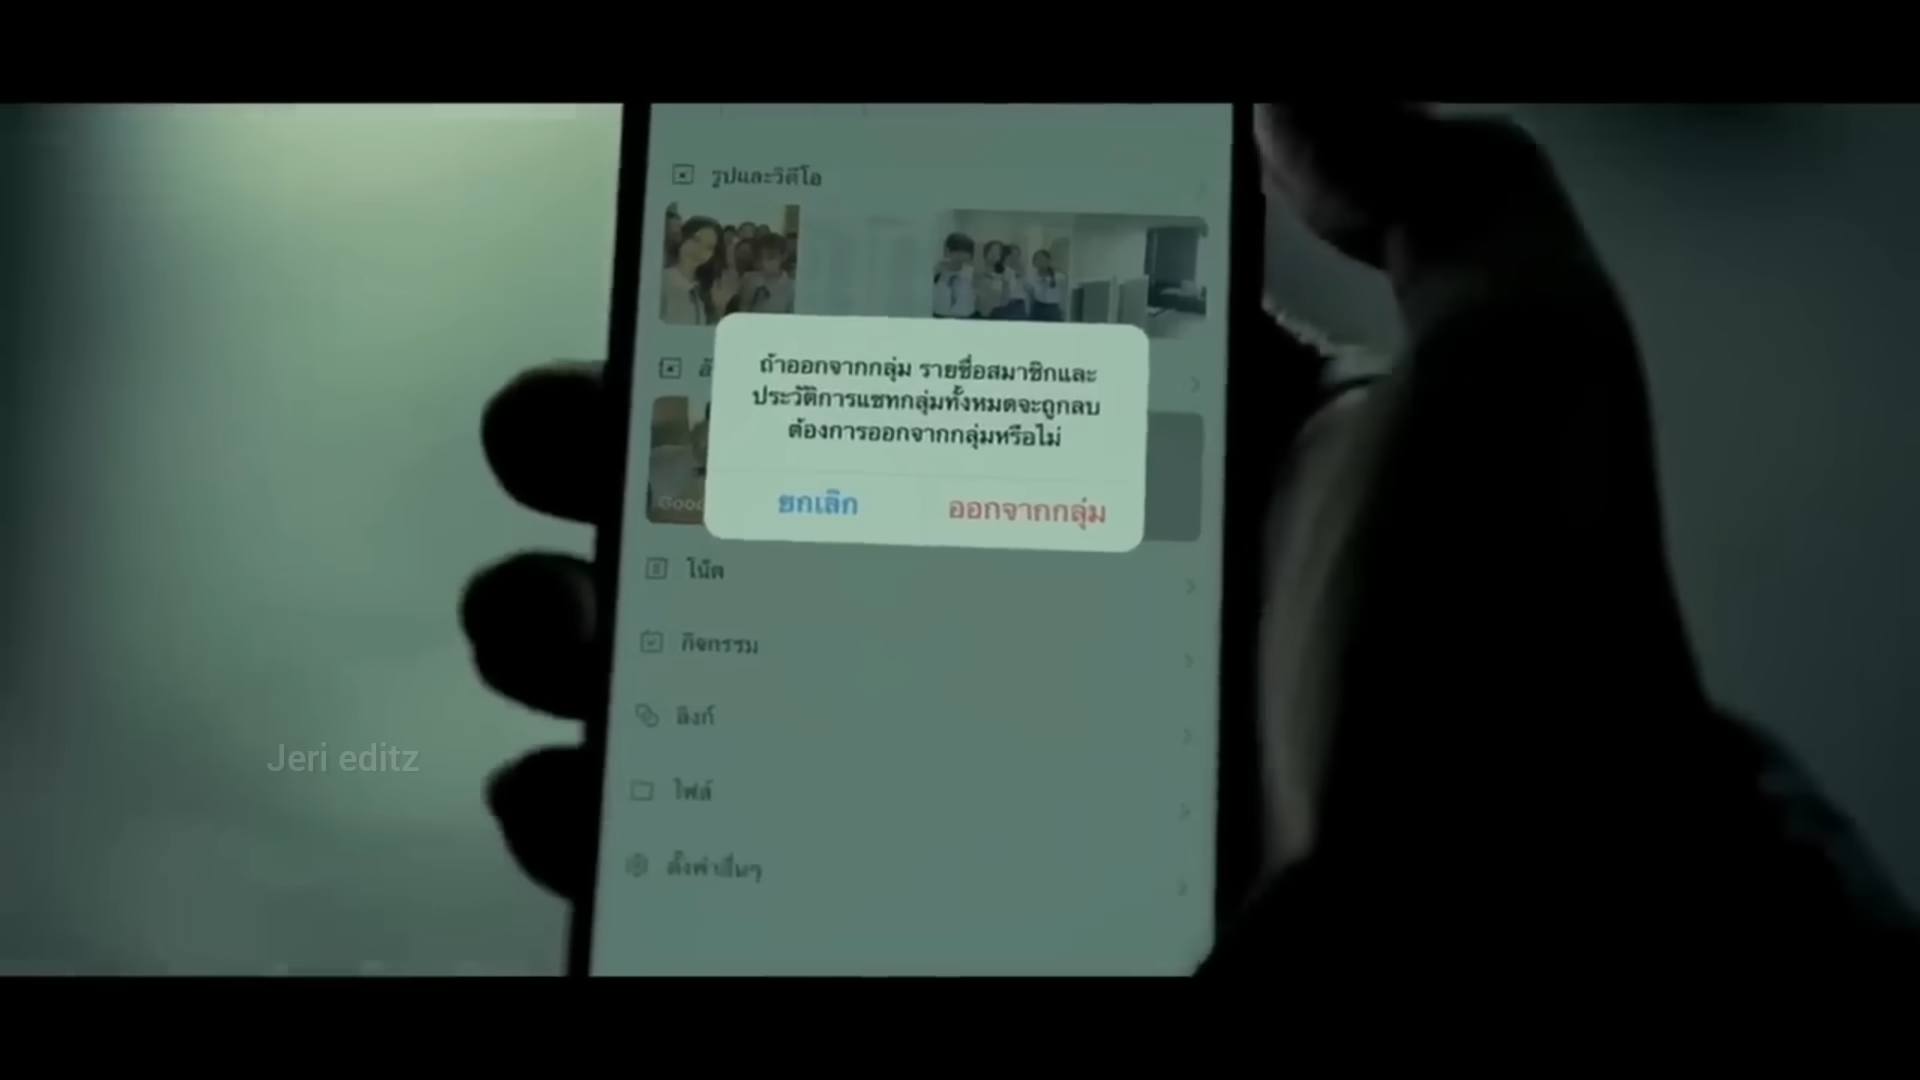 รูปและวิดีโอ
ถ้าออกจากกลุ่ม รายชื่อสมาชิกและ
ประวัติการแชทกลุ่มทั้งหมดจะถูกลบ
ต้องการออกจากกลุ่มหรือไม่
Good
ยกเลิก
ออกจากกลุ่ม
โน้ต
กิจกรรม
ลิงก์
Jeri editz
ไฟล์
ตั้งค่าอื่นๆ